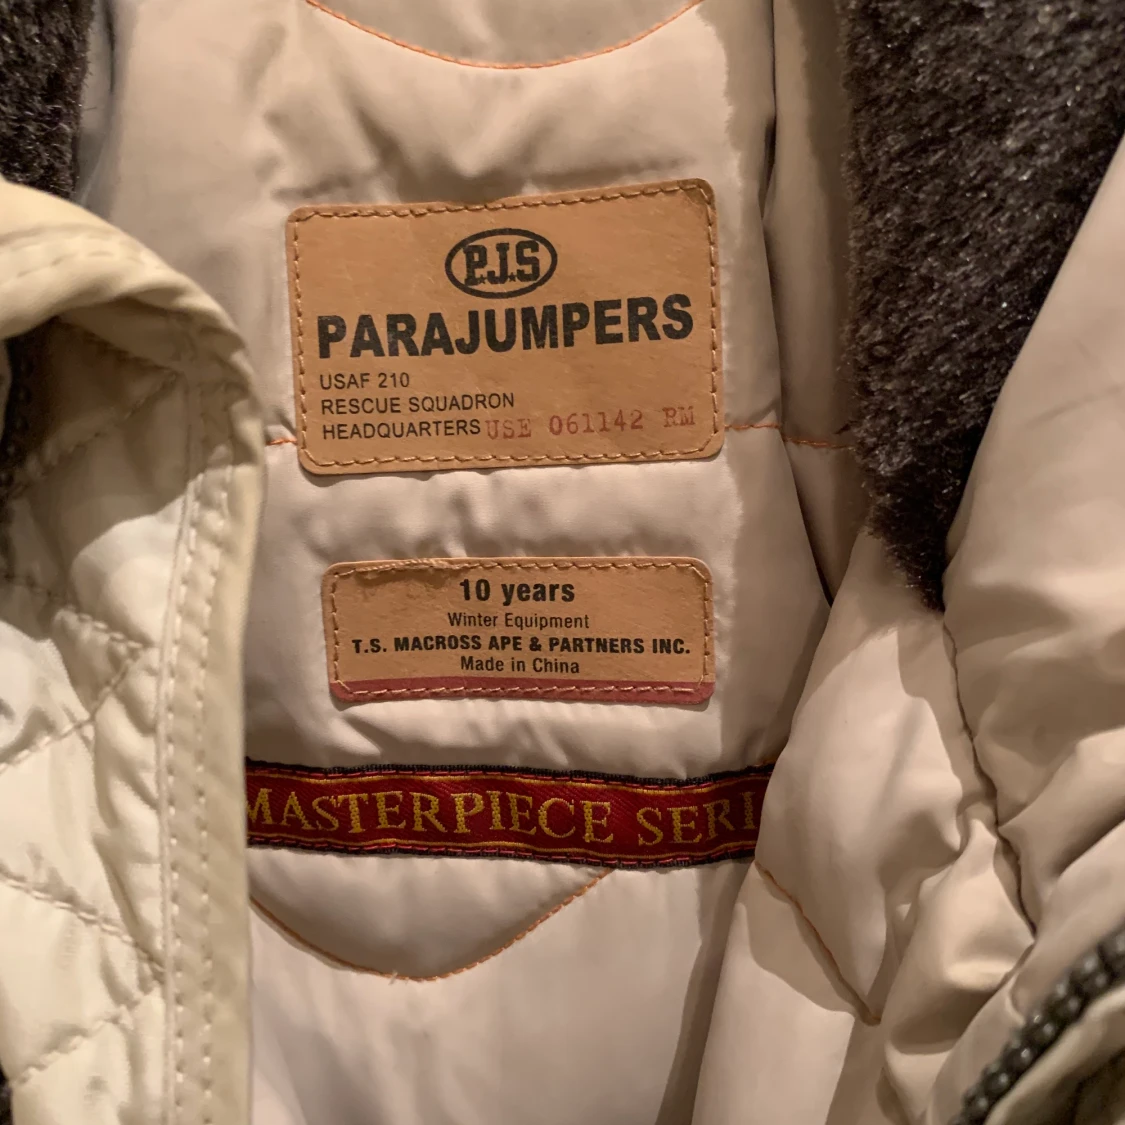 P.J.S
PARAJUMPERS
USAF 210
RESCUE SQUADRON
HEADQUARTERS USE 061142 RM
10 years
Winter Equipment
T.S. MACROSS APE & PARTNERS INC.
Made in China
MASTERPIECE SERI